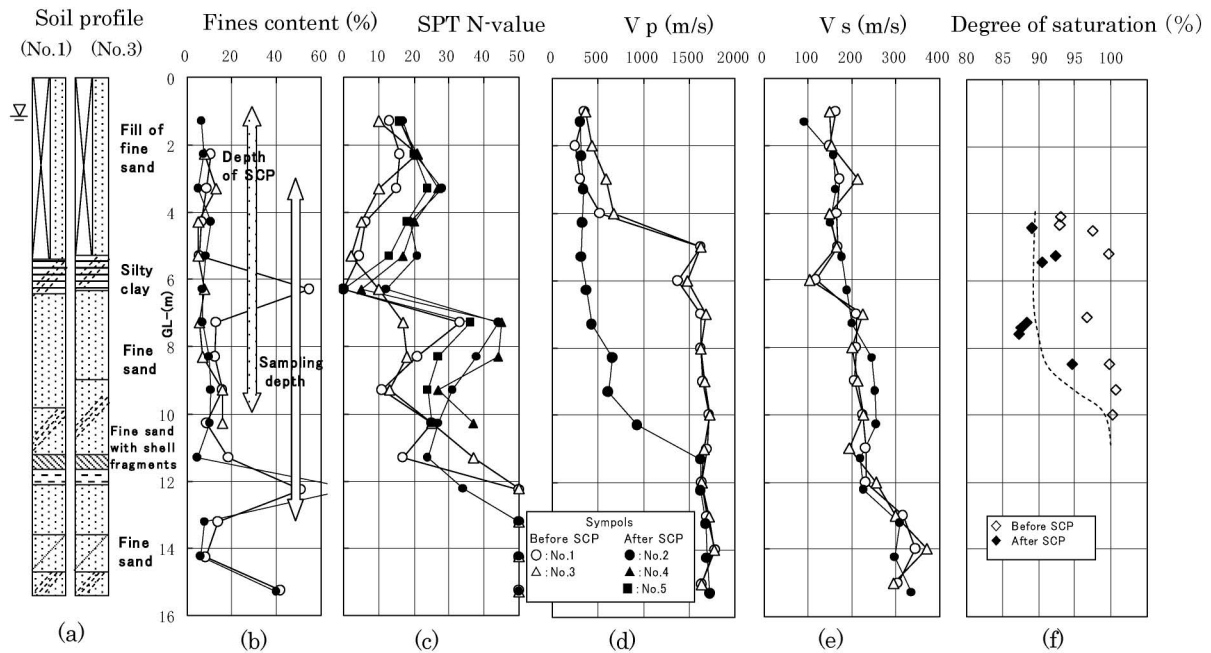 Soil profile
(No.1) (No.3)
Fines content (%)
SPT N-value
V p (m/s)
V s (m/s)
Degree of saturation (%)
0 20 40 60
0 10 20 30 40 50
0 500 1000 1500 2000
0 100 200 300 400
80 85 90 95 100
0
2
4
6
8
10
12
14
16
GL-(m)
Fill of
fine
sand
Silty
clay
Fine
sand
Fine sand
with shell
fragments
Fine
sand
Depth
of SCP
Sampling
depth
Sympols
Before SCP After SCP
: No.1 : No.2
: No.3 : No.4
: No.5
Before SCP
After SCP
(a)
(b)
(c)
(d)
(e)
(f)